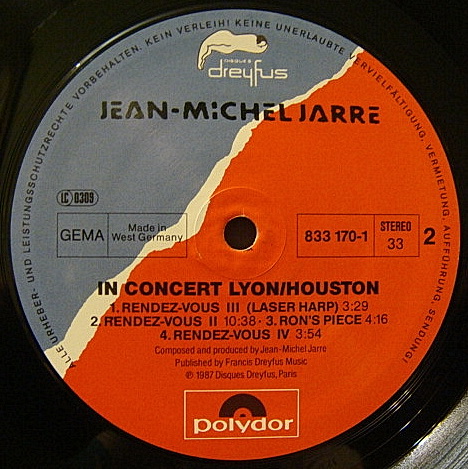 ALLE URHEBER- UND LEISTUNGSSCHUTZRECHTE VORBEHALTEN. KEIN VERLEIH! KEINE UNERLAUBTE VERVIELFÄLTIGUNG, VERMIETUNG, AUFFÜHRUNG, SENDUNG!
DISQUES
dreyfus
JEAN-MICHEL JARRE
LC 0309
GEMA
Made in
West Germany
833 170-1
STEREO
33
2
IN CONCERT LYON/HOUSTON
1. RENDEZ-VOUS III (LASER HARP) 3:29
2. RENDEZ-VOUS II 10:38 · 3. RON'S PIECE 4:16
4. RENDEZ-VOUS IV 3:54
Composed and produced by Jean-Michel Jarre
Published by Francis Dreyfus Music
℗ 1987 Disques Dreyfus, Paris
polydor